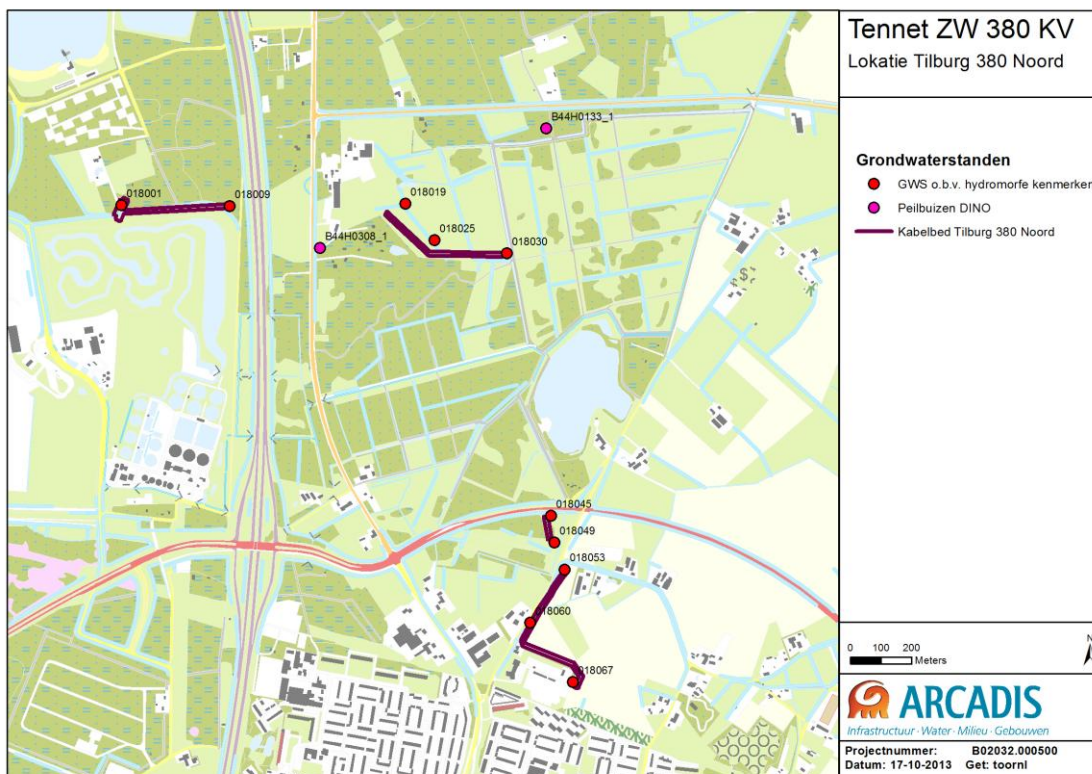 Tennet ZW 380 KV
Lokatie Tilburg 380 Noord
Grondwaterstanden
GWS o.b.v. hydromorfe kenmerken
Peilbuizen DINO
Kabelbed Tilburg 380 Noord
B44H0133_1
018001
018009
018019
018025
B44H0308_1
018030
018045
018049
018053
018060
018067
0 100 200
Meters
N
ARCADIS
Infrastructuur · Water · Milieu · Gebouwen
Projectnummer: B02032.000500
Datum: 17-10-2013 Get: toornl